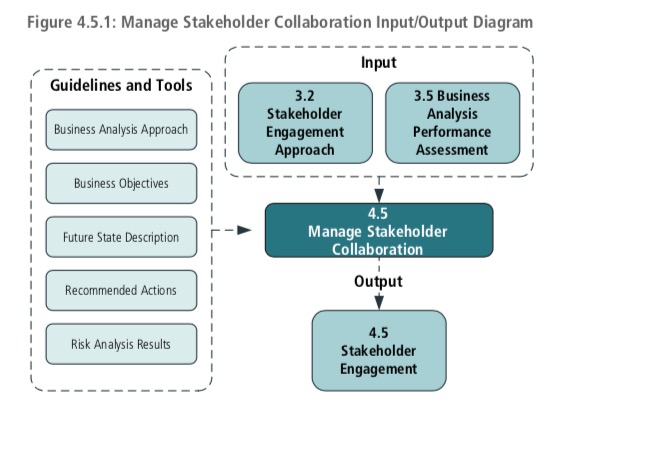 Figure 4.5.1: Manage Stakeholder Collaboration Input/Output Diagram
Guidelines and Tools
Business Analysis Approach
Business Objectives
Future State Description
Recommended Actions
Risk Analysis Results
Input
3.2
Stakeholder
Engagement
Approach
3.5 Business
Analysis
Performance
Assessment
4.5
Manage Stakeholder
Collaboration
Output
4.5
Stakeholder
Engagement